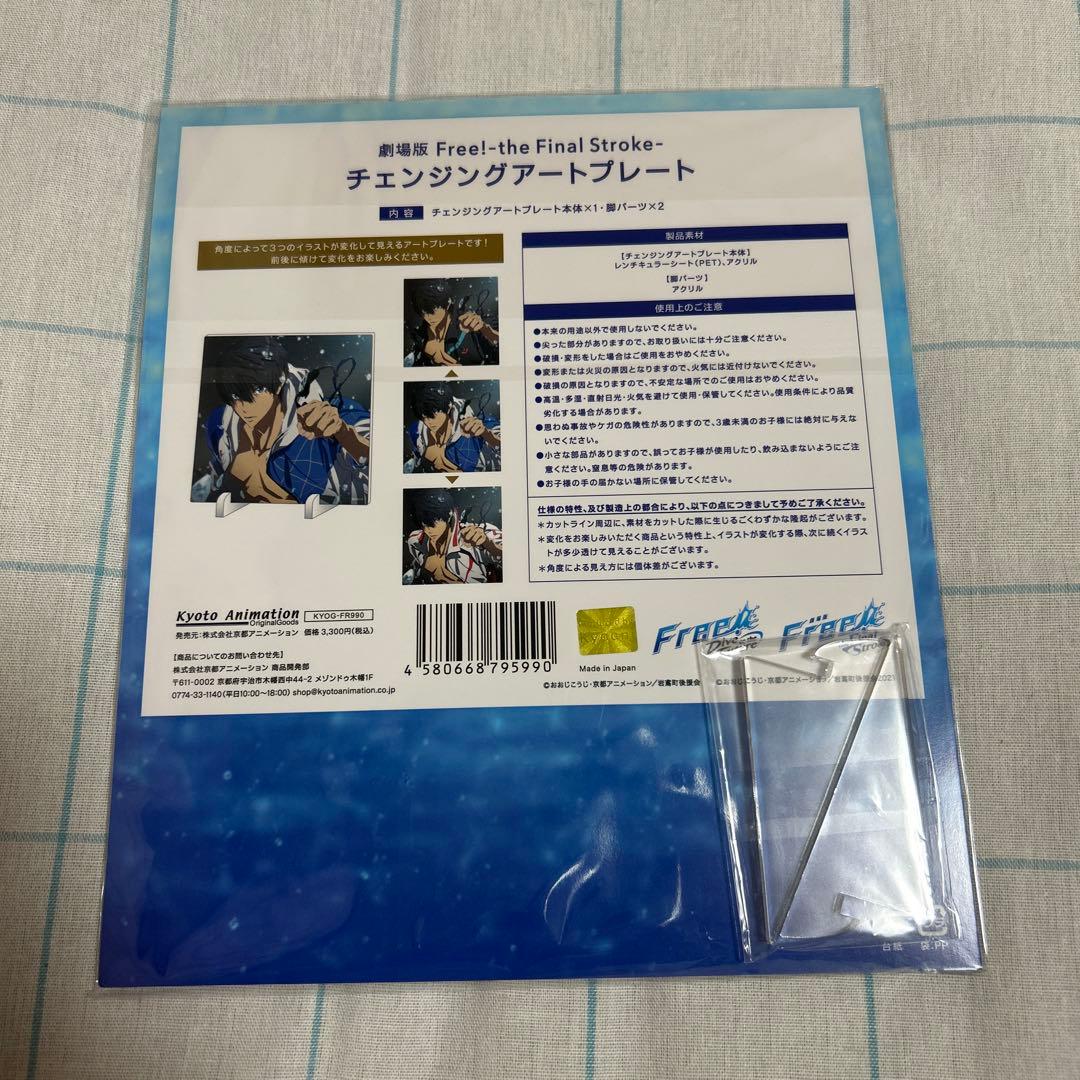 劇場版 Free!-the Final Stroke-
チェンジングアートプレート
内容 チェンジングアートプレート本体×1・脚パーツ×2
角度によって3つのイラストが変化して見えるアートプレートです!
前後に傾けて変化をお楽しみください。
製品素材
【チェンジングアートプレート本体】
レンチキュラーシート(PET)、アクリル
【脚パーツ】
アクリル
使用上のご注意
●本来の用途以外で使用しないでください。
●尖った部分がありますので、お取り扱いには十分ご注意ください。
●破損・変形をした場合はご使用をおやめください。
●変形または火災の原因となりますので、火気には近付けないでください。
●破損の原因となりますので、不安定な場所でのご使用はおやめください。
●高温・多湿・直射日光・火気を避けて使用・保管してください。使用条件により品質
劣化する場合があります。
●思わぬ事故やケガの危険性がありますので、3歳未満のお子様には絶対に与えな
いでください。
●小さな部品がありますので、誤ってお子様が使用したり、飲み込まないようにご注
意ください。窒息等の危険があります。
●お子様の手の届かない場所に保管してください。
仕様の特性、及び製造上の都合により、以下の点につきまして予めご了承ください。
＊カットライン周辺に、素材をカットした際に生じるごくわずかな隆起がございます。
＊変化をお楽しみいただく商品という特性上、イラストが変化する際、次に続くイラス
トが多少透けて見えることがございます。
＊角度による見え方には個体差がございます。
Kyoto Animation
OriginalGoods
KYOG-FR990
発売元:株式会社京都アニメーション 価格 3,300円(税込)
【商品についてのお問い合わせ先】
株式会社京都アニメーション 商品開発部
〒611-0002 京都府宇治市木幡西中44-2 メゾンドゥ木幡1F
0774-33-1140(平日10:00〜18:00) shop@kyotoanimation.co.jp
4 580668 795990
Made in Japan
Free!
Dive to the Future
Free!
the Final Stroke
©おおじこうじ・京都アニメーション/岩鳶町後援会
©おおじこうじ・京都アニメーション/岩鳶町後援会2021
台紙 袋:PP